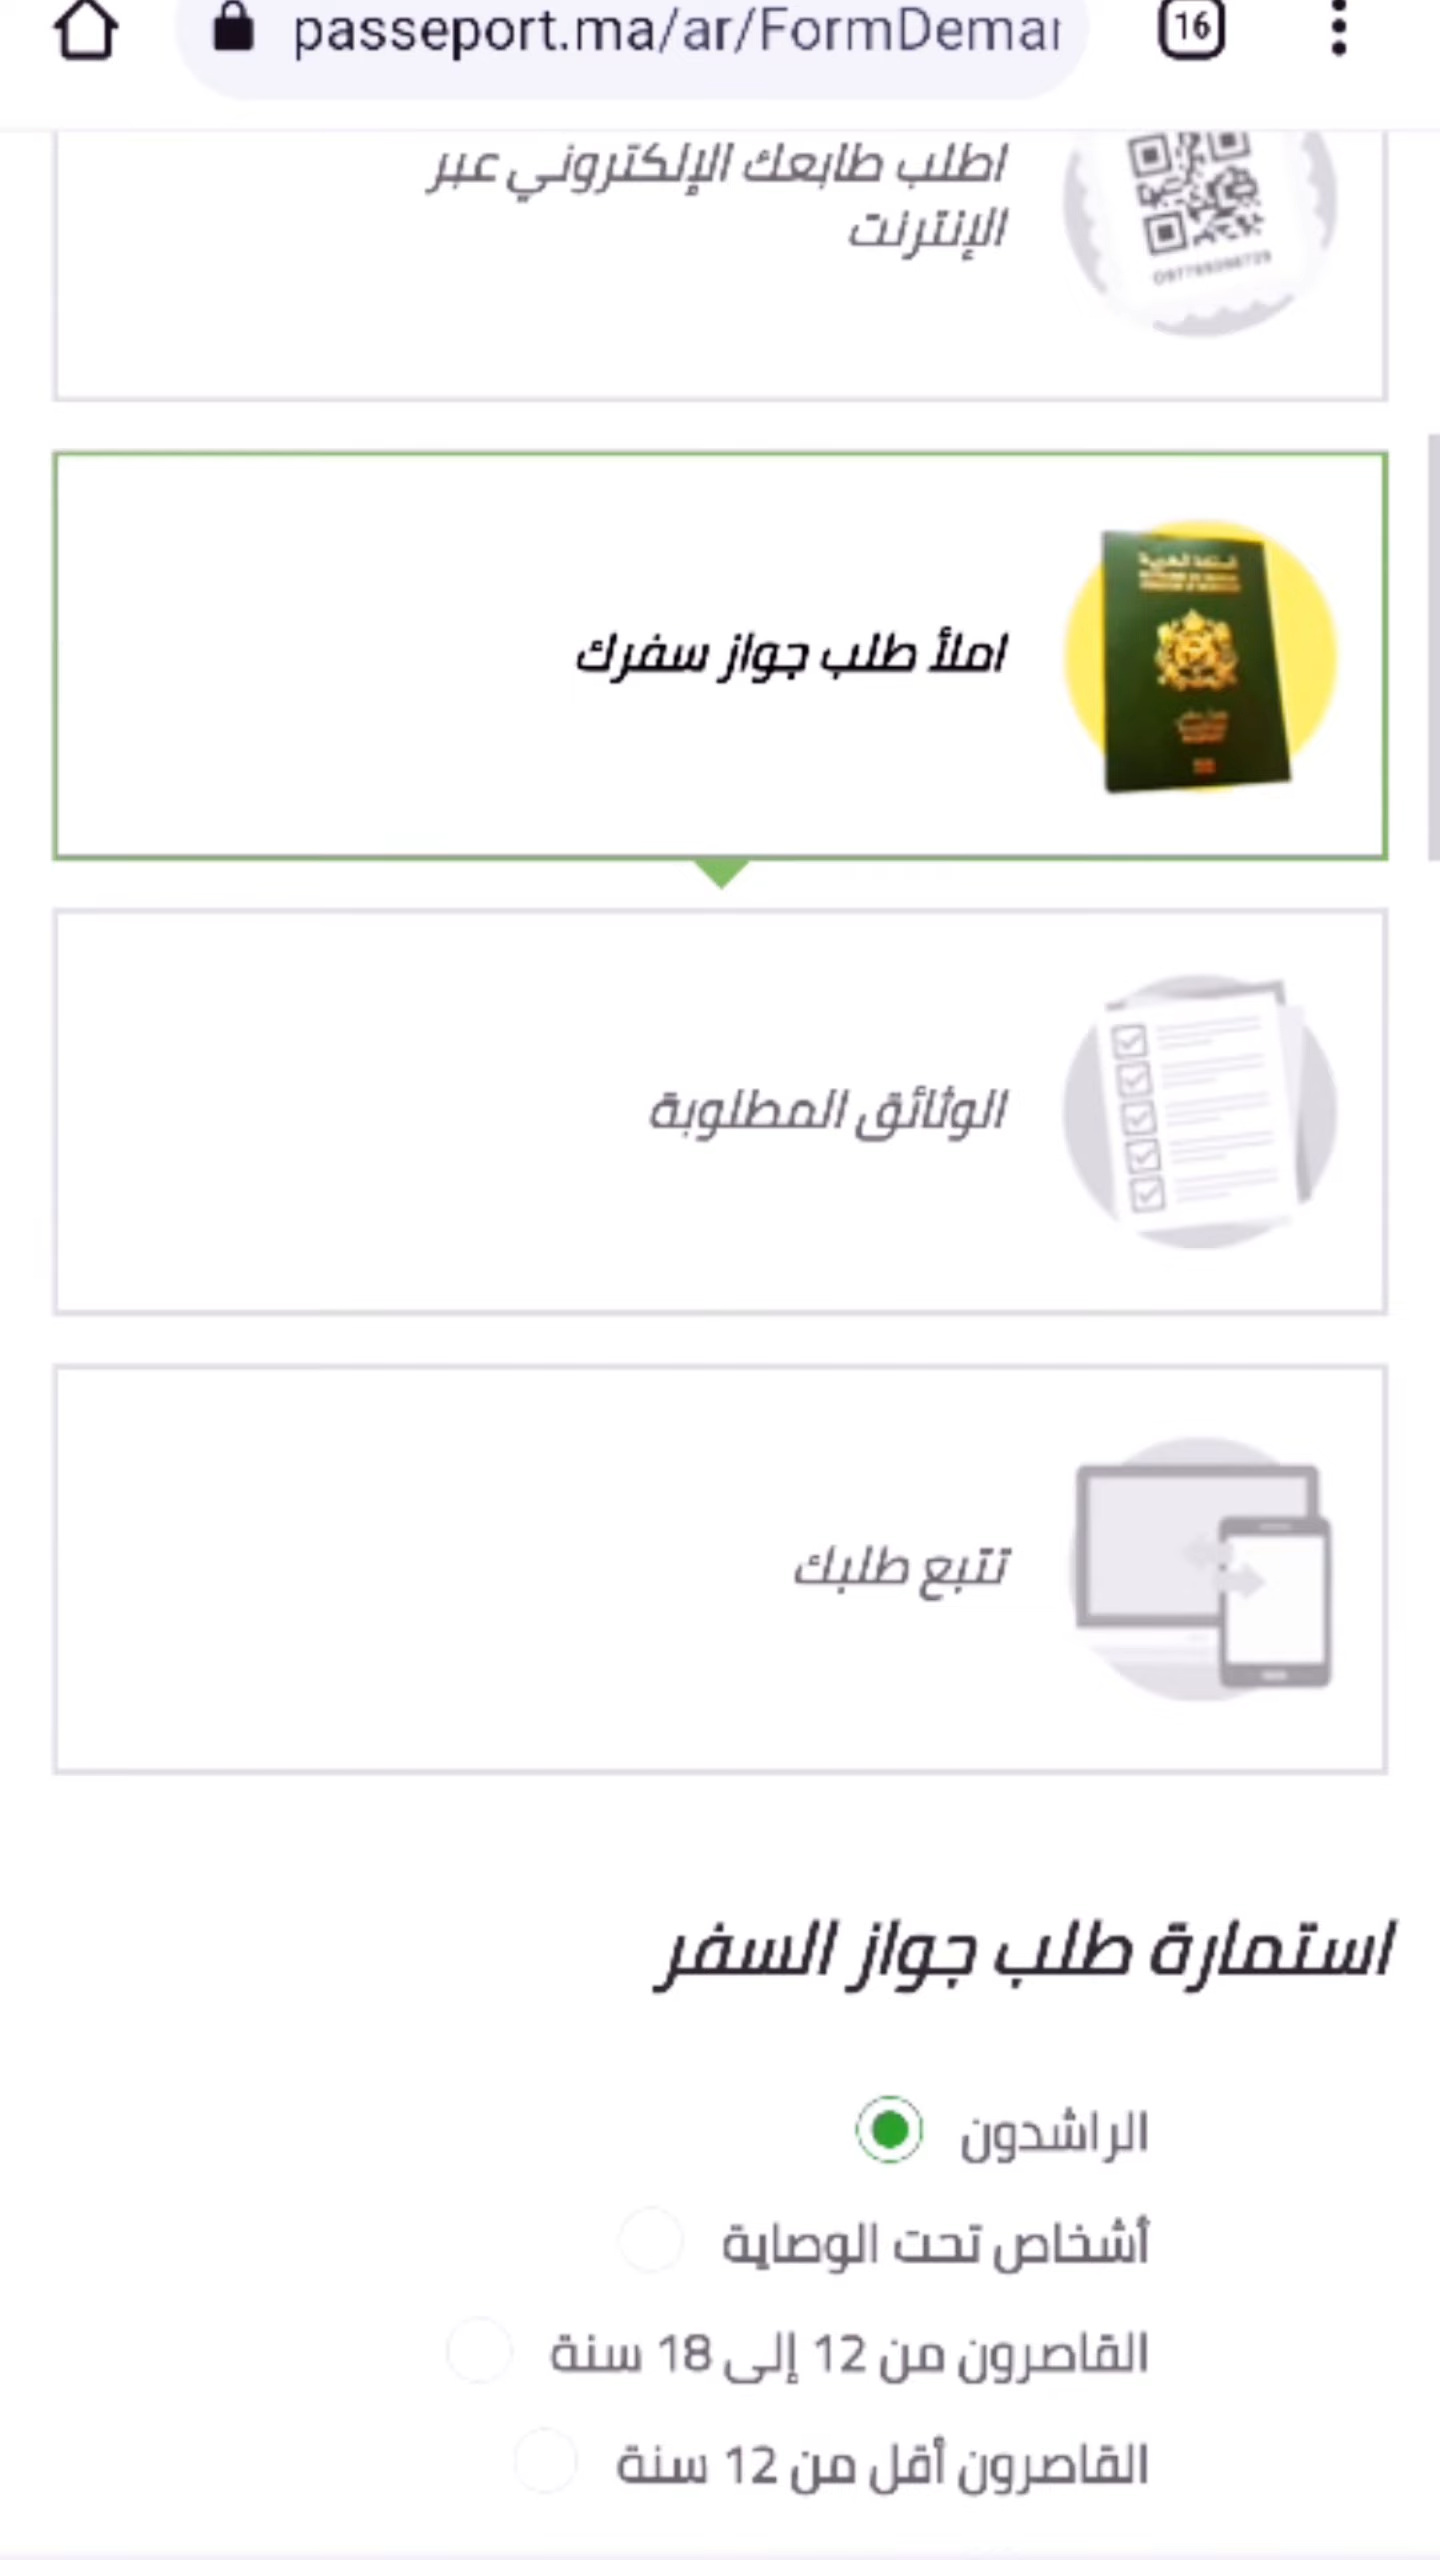 passeport.ma/ar/FormDemar
16
اطلب طابعك الإلكتروني عبر
الإنترنت
املأ طلب جواز سفرك
الوثائق المطلوبة
تتبع طلبك
استمارة طلب جواز السفر
الراشدون
أشخاص تحت الوصاية
القاصرون من 12 إلى 18 سنة
القاصرون أقل من 12 سنة